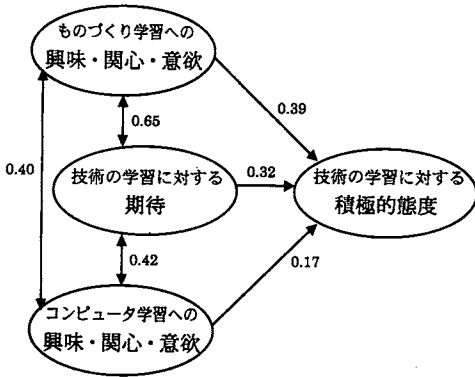 ものづくり学習への
興味・関心・意欲
0.39
0.65
0.40
技術の学習に対する
期待
0.32
技術の学習に対する
積極的態度
0.42
0.17
コンピュータ学習への
興味・関心・意欲